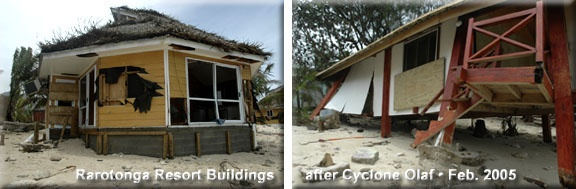 Rarotonga Resort Buildings
after Cyclone Olaf • Feb. 2005